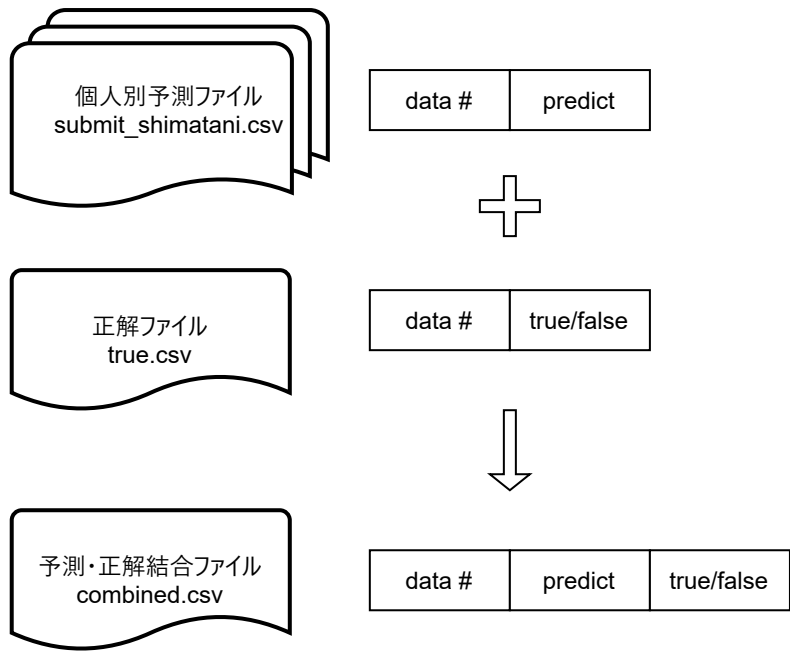 個人別予測ファイル
submit_shimatani.csv
data #
predict
正解ファイル
true.csv
data #
true/false
予測・正解結合ファイル
combined.csv
data #
predict
true/false